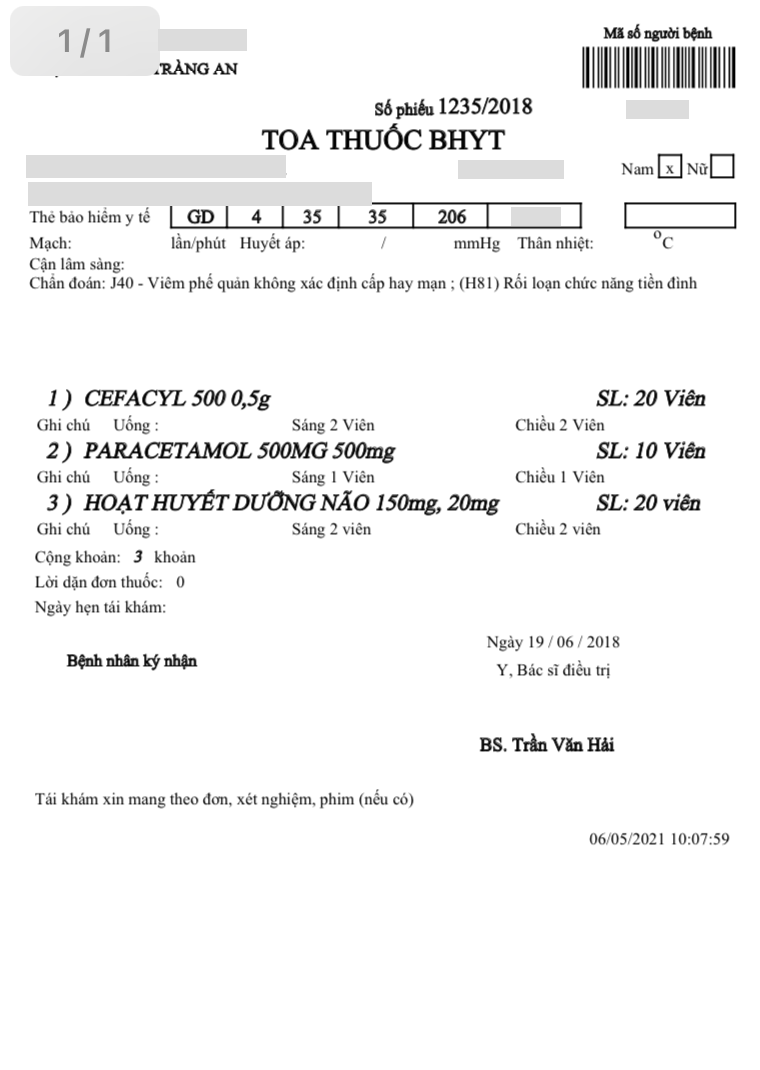 1/1
Mã số người bệnh
TRÀNG AN
Số phiếu 1235/2018
TOA THUỐC BHYT
Nam x Nữ
Thẻ bảo hiểm y tế GD 4 35 35 206
Mạch: lần/phút Huyết áp: / mmHg Thân nhiệt: oC
Cận lâm sàng:
Chẩn đoán: J40 - Viêm phế quản không xác định cấp hay mạn ; (H81) Rối loạn chức năng tiền đình
1 ) CEFACYL 500 0,5g SL: 20 Viên
Ghi chú Uống : Sáng 2 Viên Chiều 2 Viên
2 ) PARACETAMOL 500MG 500mg SL: 10 Viên
Ghi chú Uống : Sáng 1 Viên Chiều 1 Viên
3 ) HOẠT HUYẾT DƯỠNG NÃO 150mg, 20mg SL: 20 viên
Ghi chú Uống : Sáng 2 viên Chiều 2 viên
Cộng khoản: 3 khoản
Lời dặn đơn thuốc: 0
Ngày hẹn tái khám:
Ngày 19 / 06 / 2018
Bệnh nhân ký nhận
Y, Bác sĩ điều trị
BS. Trần Văn Hải
Tái khám xin mang theo đơn, xét nghiệm, phim (nếu có)
06/05/2021 10:07:59